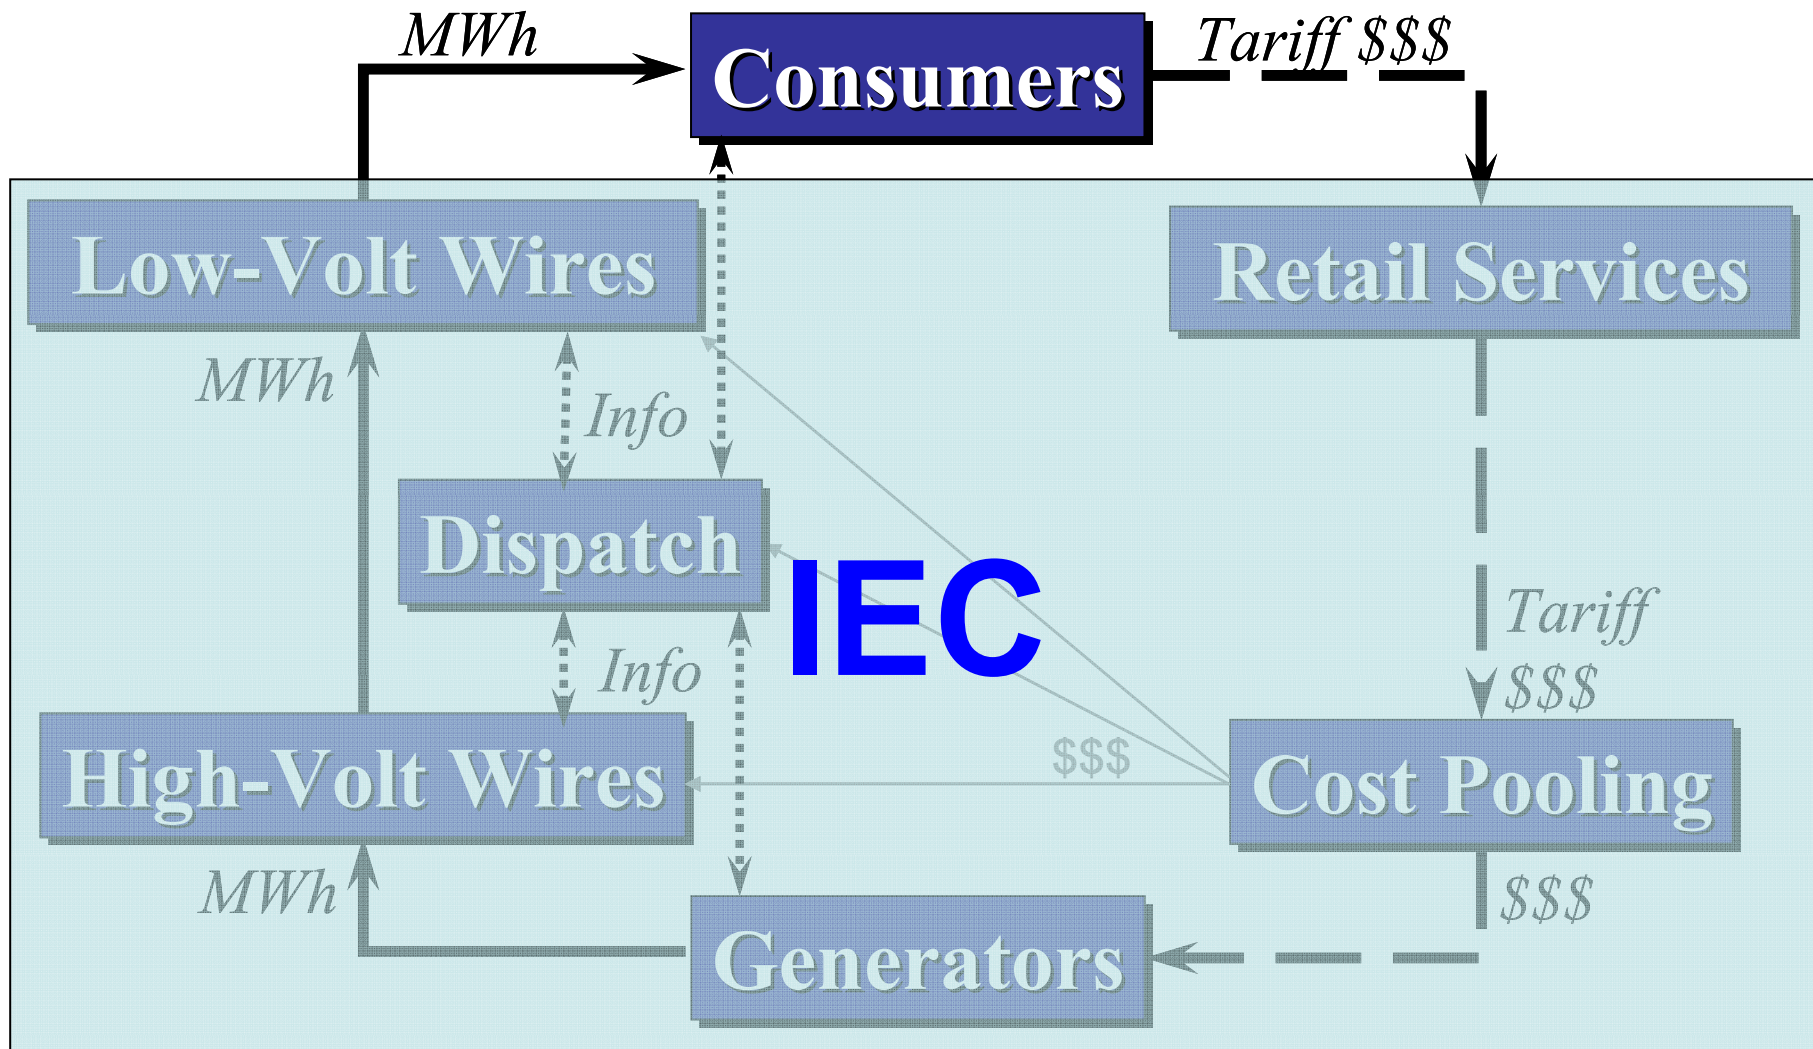 MWh
Consumers
Tariff $$$
Low-Volt Wires
Retail Services
MWh
Info
Dispatch
IEC
Tariff
$$$
Info
High-Volt Wires
$$$
Cost Pooling
MWh
$$$
Generators